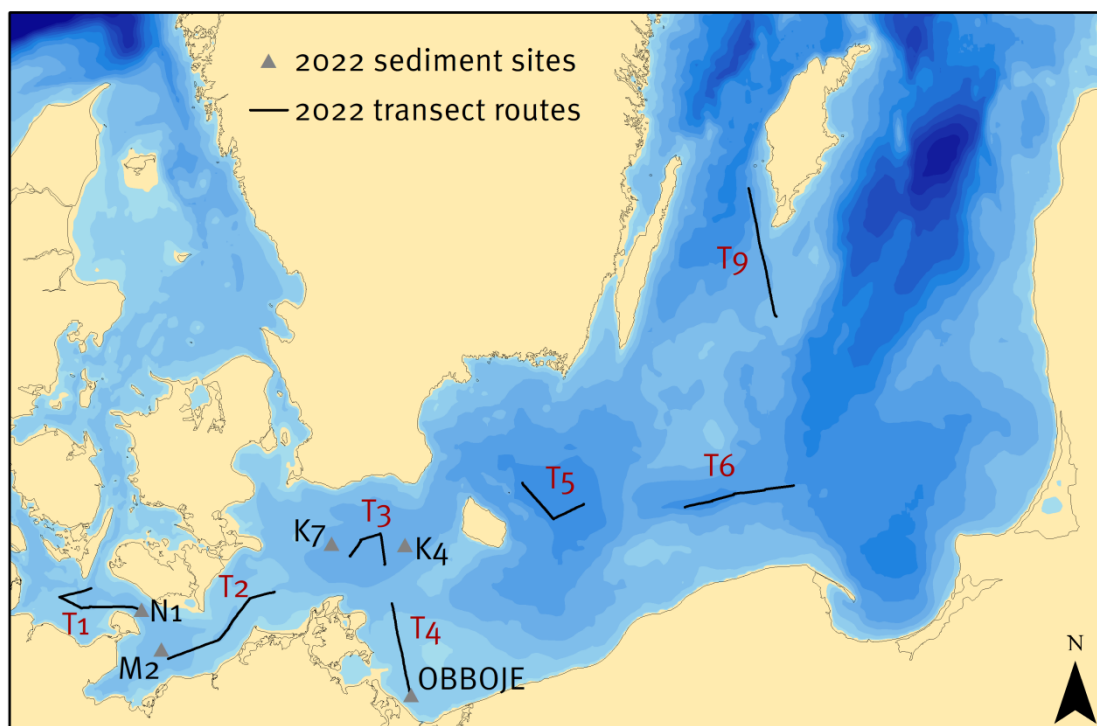 2022 sediment sites
2022 transect routes
T9
T6
T5
T3
K7
K4
T2
N1
T1
T4
M2
OBBOJE
N